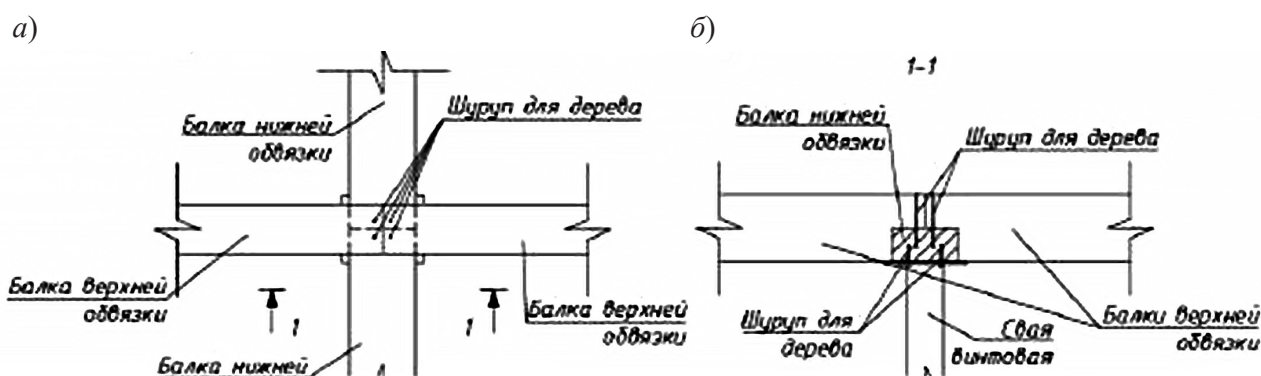 а)
Балка нижней
обвязки
Шуруп для дерева
Балка верхней
обвязки
1
1
Балка верхней
обвязки
Балка нижней
б)
1-1
Балка нижней
обвязки
Шуруп для дерева
Шуруп для
дерева
Свая
винтовая
Балки верхней
обвязки